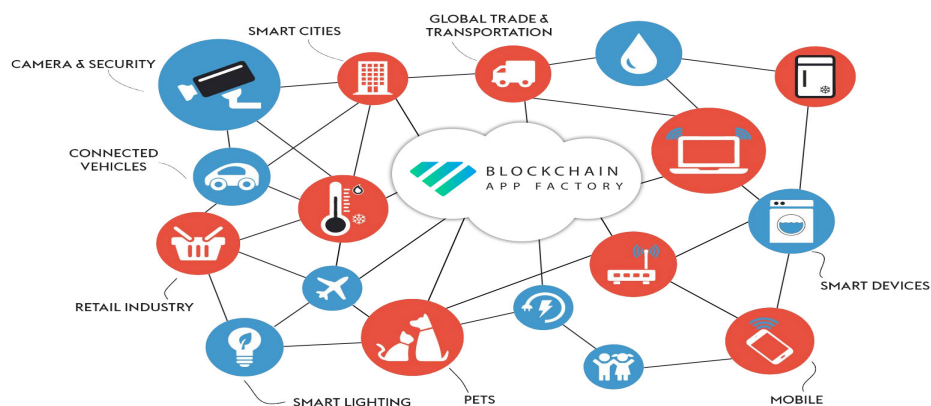 GLOBAL TRADE &
TRANSPORTATION
SMART CITIES
CAMERA & SECURITY
CONNECTED
VEHICLES
BLOCKCHAIN
APP FACTORY
RETAIL INDUSTRY
SMART DEVICES
SMART LIGHTING
PETS
MOBILE